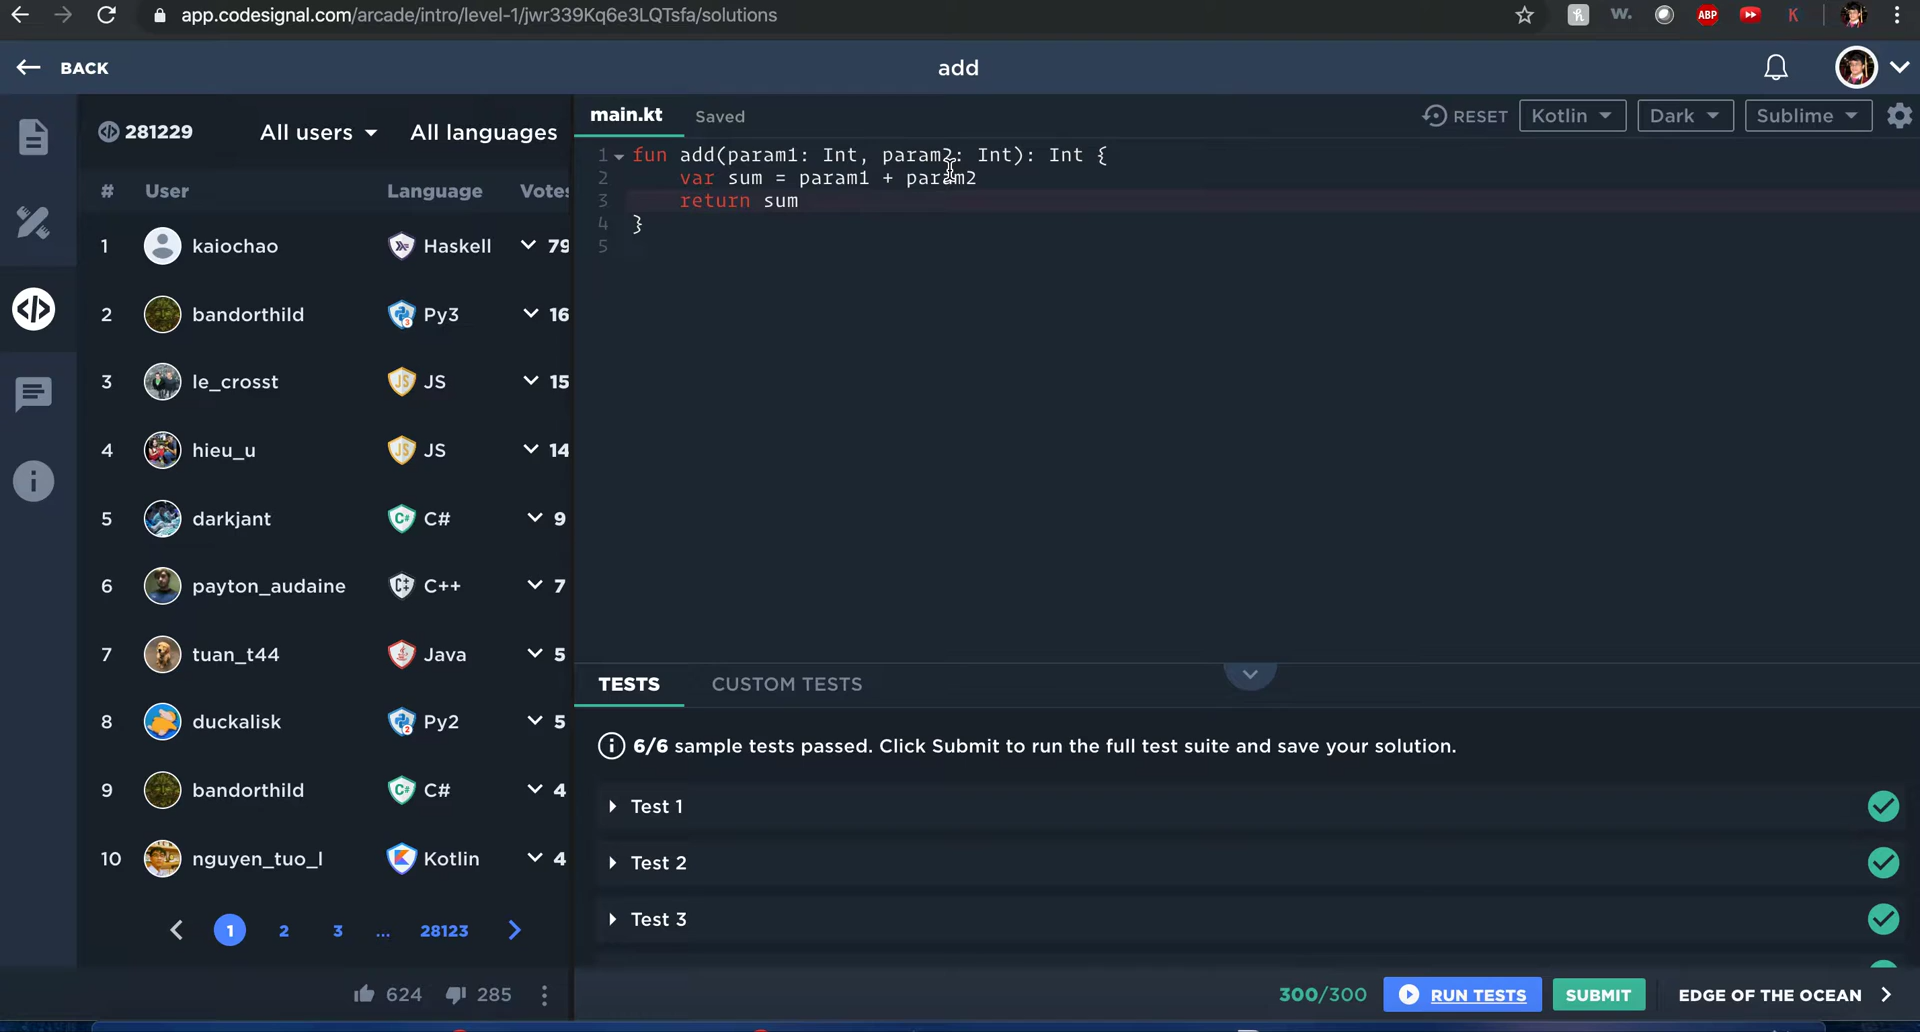 app.codesignal.com/arcade/intro/level-1/jwr339Kq6e3LQTsfa/solutions
ABP
K
BACK
add
281229
All users
All languages
# User Language Votes
1 kaiochao Haskell 79
2 bandorthild Py3 16
3 le_crosst JS 15
4 hieu_u JS 14
5 darkjant C# 9
6 payton_audaine C++ 7
7 tuan_t44 Java 5
8 duckalisk Py2 5
9 bandorthild C# 4
10 nguyen_tuo_l Kotlin 4
1 2 3 ... 28123
624 285
main.kt Saved RESET Kotlin Dark Sublime
1 fun add(param1: Int, param2: Int): Int {
2 var sum = param1 + param2
3 return sum
4 }
5
TESTS CUSTOM TESTS
6/6 sample tests passed. Click Submit to run the full test suite and save your solution.
Test 1
Test 2
Test 3
300/300 RUN TESTS SUBMIT EDGE OF THE OCEAN